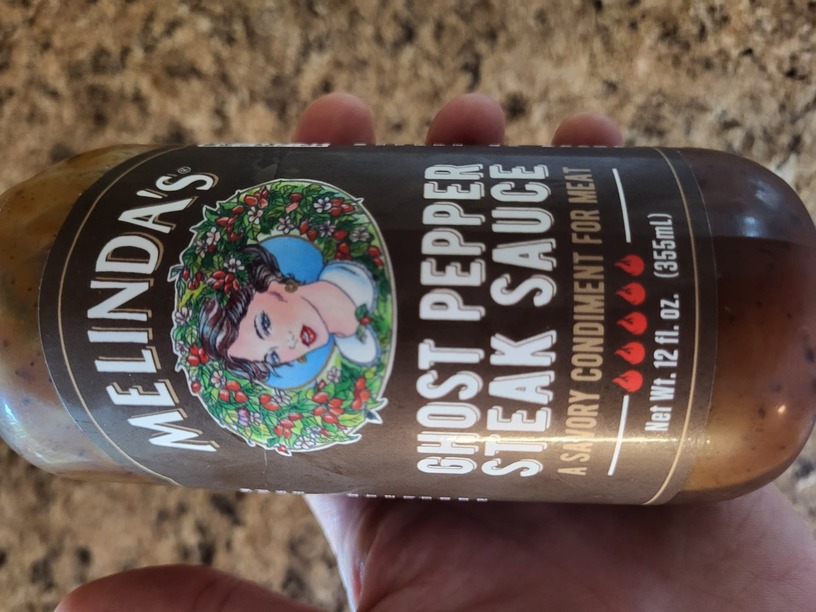 MELINDA'S®
GHOST PEPPER
STEAK SAUCE
A SAVORY CONDIMENT FOR MEAT
Net Wt. 12 fl. oz. (355mL)